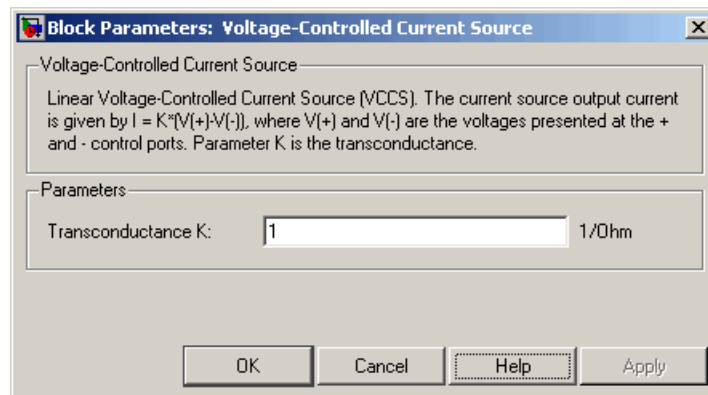 Block Parameters: Voltage-Controlled Current Source
Voltage-Controlled Current Source
Linear Voltage-Controlled Current Source (VCCS). The current source output current
is given by I = K*(V(+)-V(-)), where V(+) and V(-) are the voltages presented at the +
and - control ports. Parameter K is the transconductance.
Parameters
Transconductance K: 1 1/Ohm
OK Cancel Help Apply